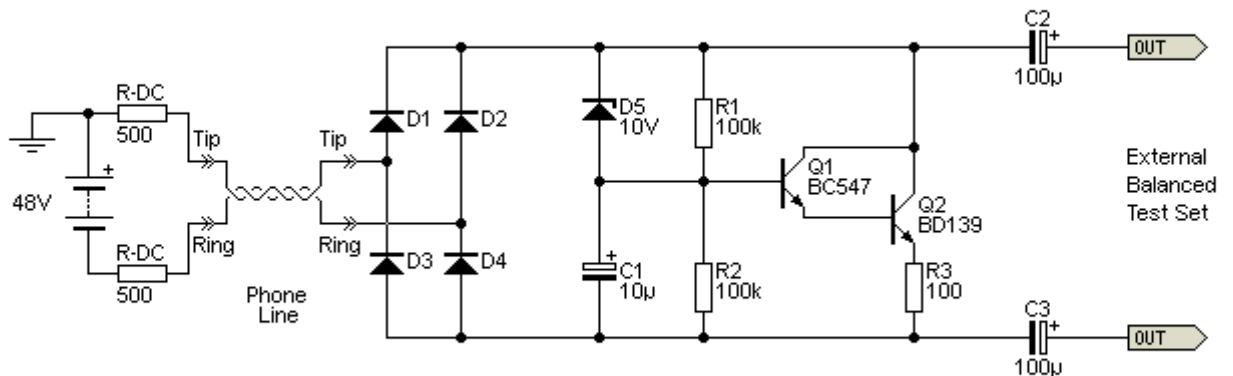 C2
+
100µ
OUT
R-DC
500
Tip
Tip
D1
D2
D5
10V
R1
100k
+
48V
Q1
BC547
External
Balanced
Test Set
Q2
BD139
Ring
Ring
R-DC
500
D3
D4
+
C1
10µ
R2
100k
R3
100
Phone
Line
C3
+
100µ
OUT